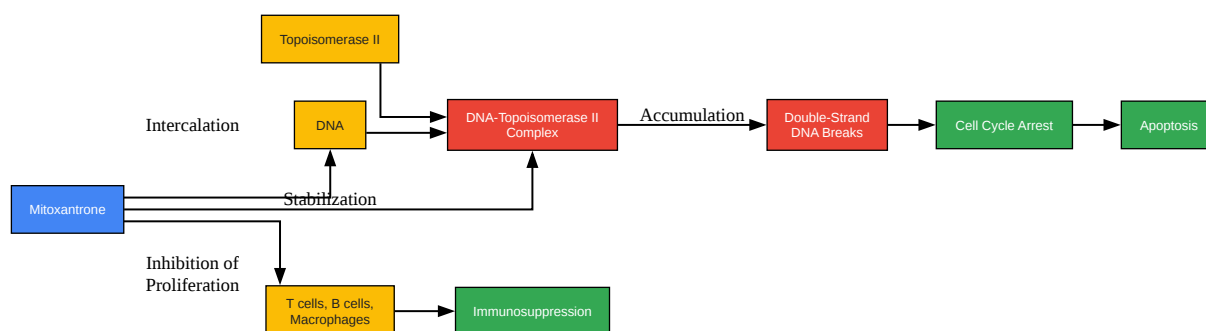 Topoisomerase II
Intercalation
DNA
DNA-Topoisomerase II
Complex
Accumulation
Double-Strand
DNA Breaks
Cell Cycle Arrest
Apoptosis
Mitoxantrone
Stabilization
Inhibition of
Proliferation
T cells, B cells,
Macrophages
Immunosuppression